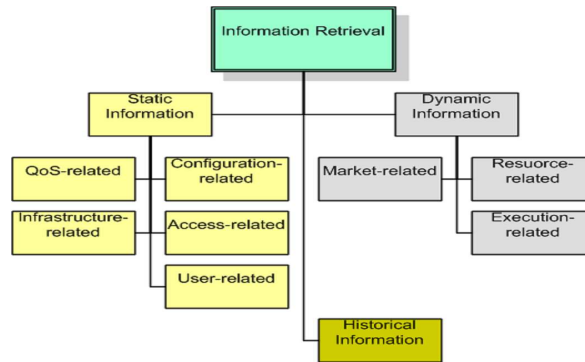 Information Retrieval
Static
Information
Dynamic
Information
QoS-related
Configuration-
related
Market-related
Resuorce-
related
Infrastructure-
related
Access-related
Execution-
related
User-related
Historical
Information